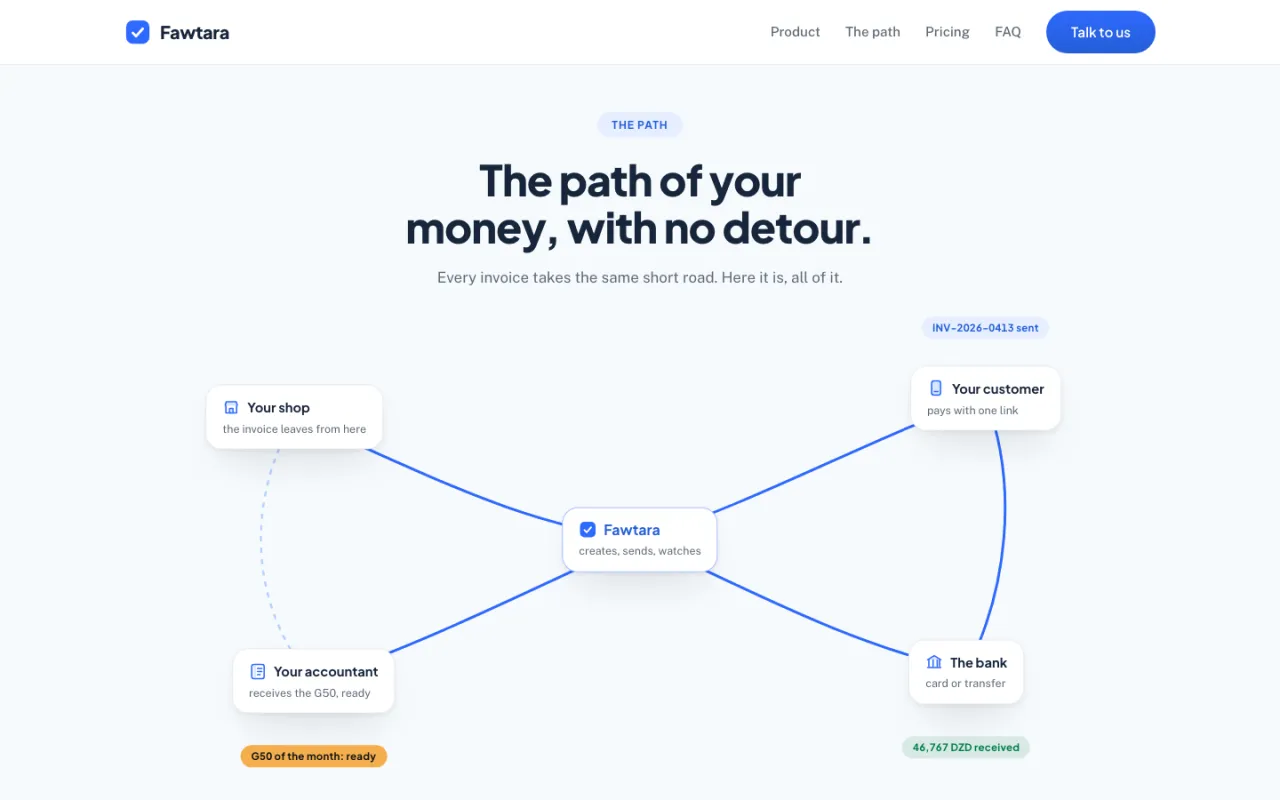 Fawtara
Product
The path
Pricing
FAQ
Talk to us
THE PATH
The path of your
money, with no detour.
Every invoice takes the same short road. Here it is, all of it.
INV-2026-0413 sent
Your shop
the invoice leaves from here
Your customer
pays with one link
Fawtara
creates, sends, watches
Your accountant
receives the G50, ready
The bank
card or transfer
G50 of the month: ready
46,767 DZD received